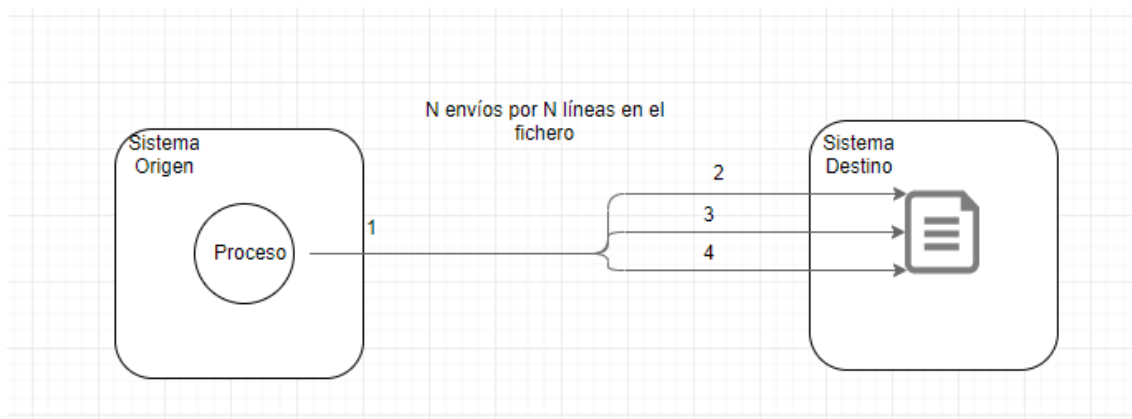 N envíos por N líneas en el
fichero
Sistema
Origen
Sistema
Destino
2
1
3
Proceso
4